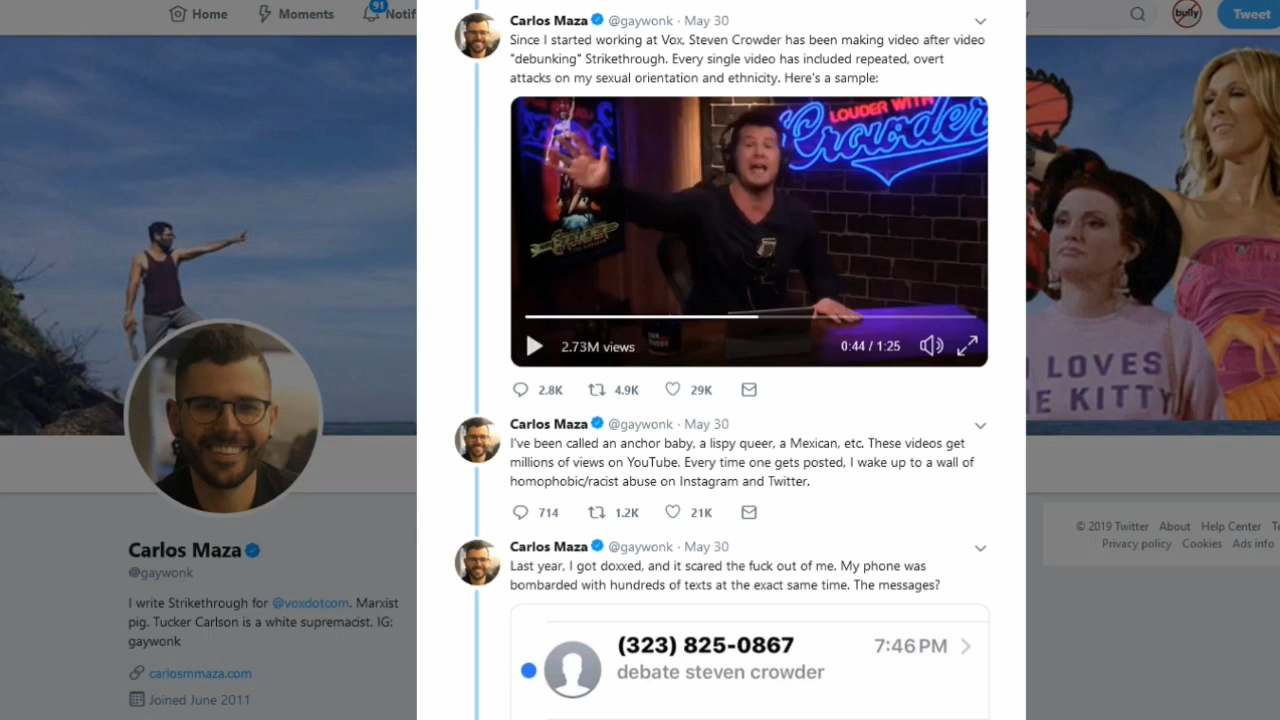 Home
Moments
91
Notif
bully
Tweet
Carlos Maza @gaywonk · May 30
Since I started working at Vox, Steven Crowder has been making video after video
"debunking" Strikethrough. Every single video has included repeated, overt
attacks on my sexual orientation and ethnicity. Here's a sample:
LOUDER WITH
Crowder
2.73M views
0:44 / 1:25
2.8K
4.9K
29K
Carlos Maza @gaywonk · May 30
I've been called an anchor baby, a lispy queer, a Mexican, etc. These videos get
millions of views on YouTube. Every time one gets posted, I wake up to a wall of
homophobic/racist abuse on Instagram and Twitter.
714
1.2K
21K
Carlos Maza @gaywonk · May 30
Last year, I got doxxed, and it scared the fuck out of me. My phone was
bombarded with hundreds of texts at the exact same time. The messages?
(323) 825-0867
7:46 PM
debate steven crowder
Carlos Maza
@gaywonk
I write Strikethrough for @voxdotcom. Marxist
pig. Tucker Carlson is a white supremacist. IG:
gaywonk
carlosmmaza.com
Joined June 2011
LOVES
KITTY
© 2019 Twitter About Help Center
Privacy policy Cookies Ads info